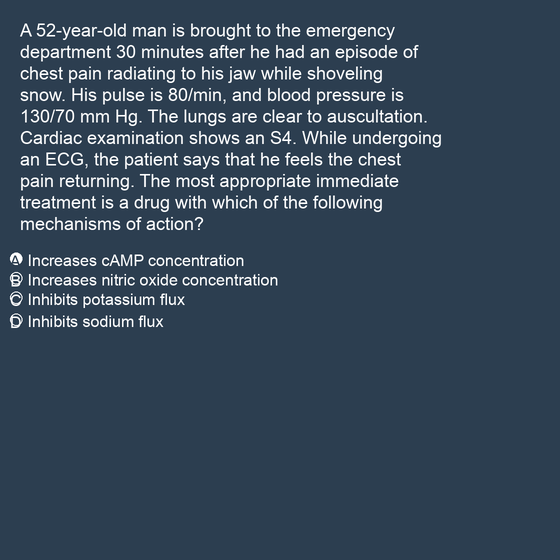 A 52-year-old man is brought to the emergency
department 30 minutes after he had an episode of
chest pain radiating to his jaw while shoveling
snow. His pulse is 80/min, and blood pressure is
130/70 mm Hg. The lungs are clear to auscultation.
Cardiac examination shows an S4. While undergoing
an ECG, the patient says that he feels the chest
pain returning. The most appropriate immediate
treatment is a drug with which of the following
mechanisms of action?
A Increases cAMP concentration
B Increases nitric oxide concentration
C Inhibits potassium flux
D Inhibits sodium flux